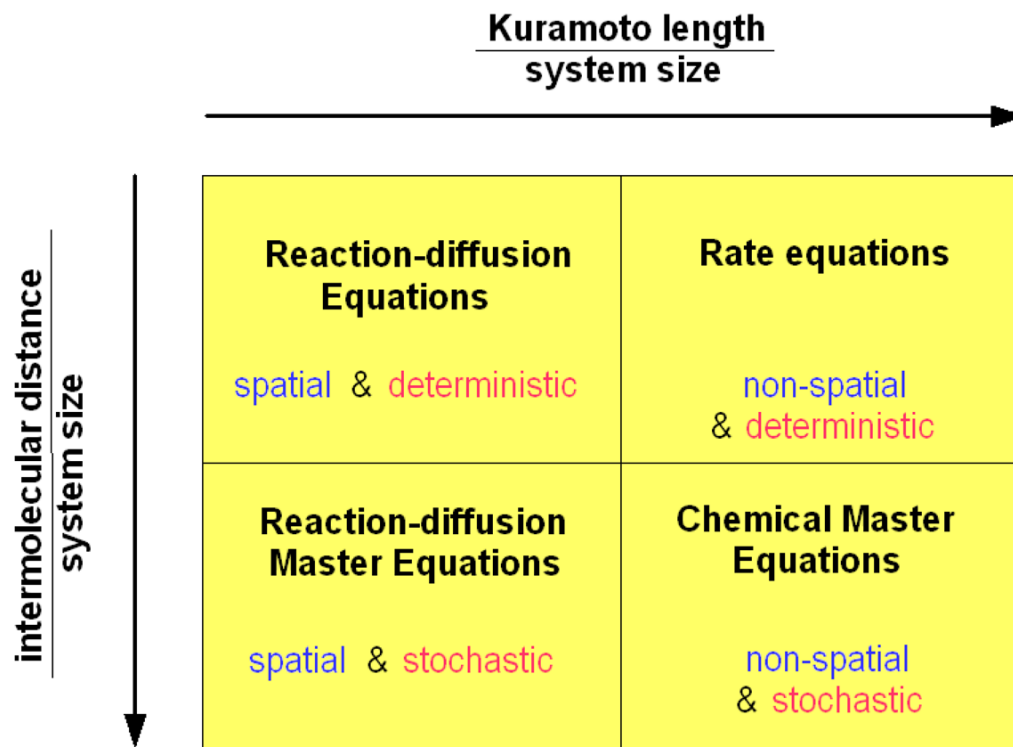 Kuramoto length
system size
intermolecular distance
system size
Reaction-diffusion
Equations
spatial & deterministic
Rate equations
non-spatial
& deterministic
Reaction-diffusion
Master Equations
spatial & stochastic
Chemical Master
Equations
non-spatial
& stochastic